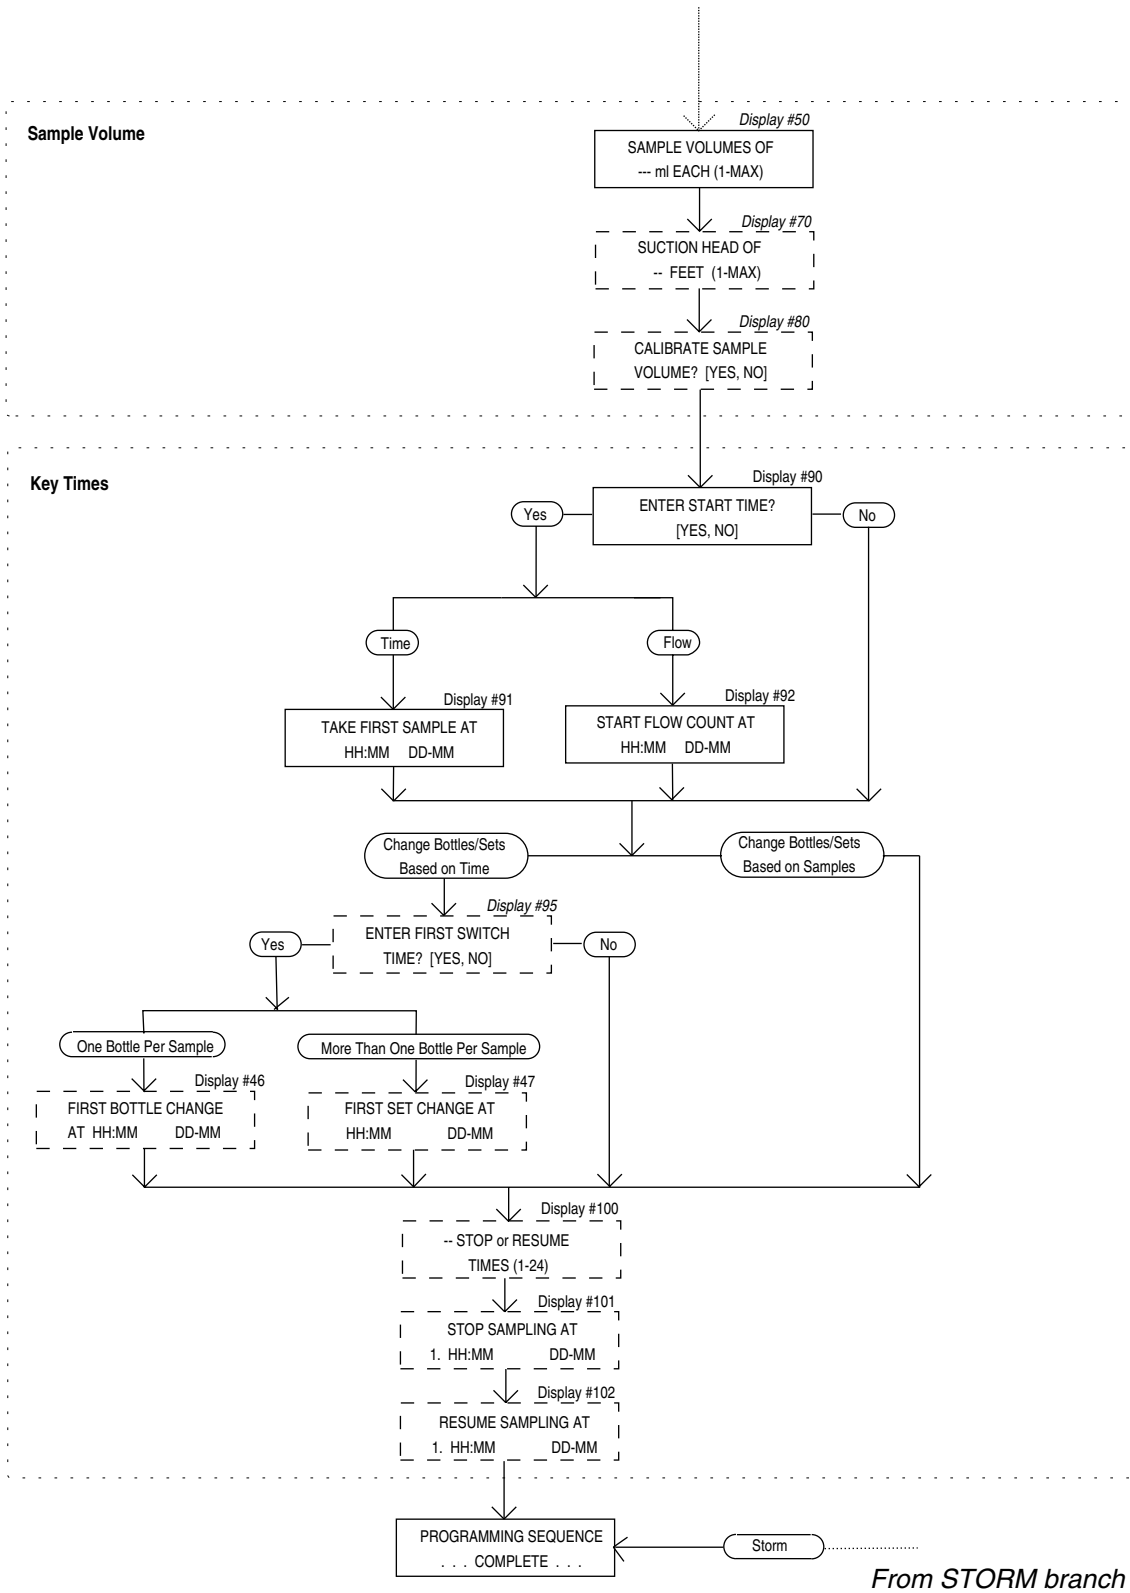 Display #50
Sample Volume
SAMPLE VOLUMES OF
--- ml EACH (1-MAX)
Display #70
SUCTION HEAD OF
-- FEET (1-MAX)
Display #80
CALIBRATE SAMPLE
VOLUME? [YES, NO]
Key Times
Display #90
ENTER START TIME?
[YES, NO]
Yes
No
Time
Flow
Display #91
TAKE FIRST SAMPLE AT
HH:MM DD-MM
Display #92
START FLOW COUNT AT
HH:MM DD-MM
Change Bottles/Sets
Based on Time
Change Bottles/Sets
Based on Samples
Display #95
ENTER FIRST SWITCH
TIME? [YES, NO]
Yes
No
One Bottle Per Sample
More Than One Bottle Per Sample
Display #46
FIRST BOTTLE CHANGE
AT HH:MM DD-MM
Display #47
FIRST SET CHANGE AT
HH:MM DD-MM
Display #100
-- STOP or RESUME
TIMES (1-24)
Display #101
STOP SAMPLING AT
1. HH:MM DD-MM
Display #102
RESUME SAMPLING AT
1. HH:MM DD-MM
PROGRAMMING SEQUENCE
. . . COMPLETE . . .
Storm
From STORM branch